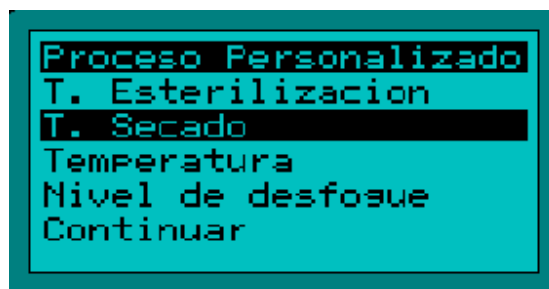 Proceso Personalizado
T. Esterilizacion
T. Secado
Temperatura
Nivel de desfogue
Continuar